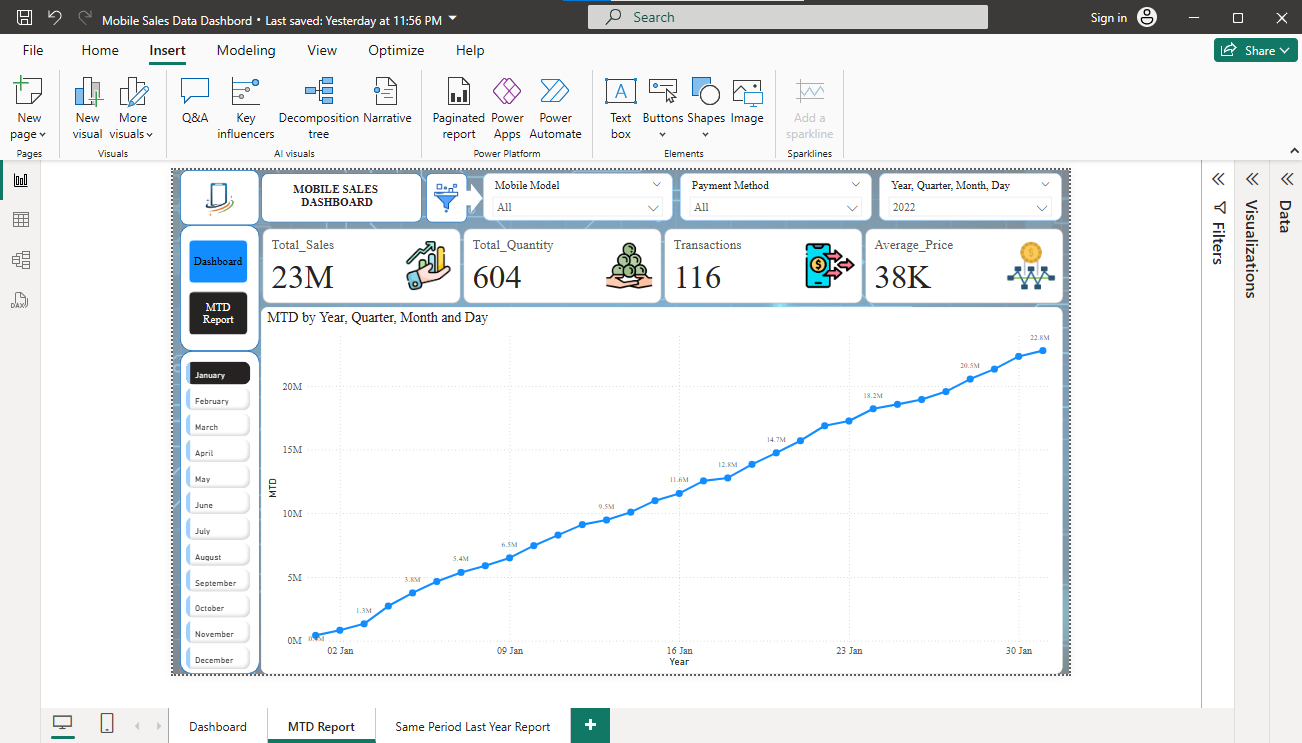 Mobile Sales Data Dashbord • Last saved: Yesterday at 11:56 PM
Search
Sign in
File
Home
Insert
Modeling
View
Optimize
Help
Share
New page
New visual
More visuals
Q&A
Key influencers
Decomposition tree
Narrative
Paginated report
Power Apps
Power Automate
Text box
Buttons
Shapes
Image
Add a sparkline
Pages
Visuals
AI visuals
Power Platform
Elements
Sparklines
MOBILE SALES
DASHBOARD
Mobile Model
All
Payment Method
All
Year, Quarter, Month, Day
2022
Filters
Visualizations
Data
DAX
Dashboard
MTD
Report
Total_Sales
23M
Total_Quantity
604
Transactions
116
Average_Price
38K
January
February
March
April
May
June
July
August
September
October
November
December
MTD by Year, Quarter, Month and Day
MTD
20M
15M
10M
5M
0M
1.3M
3.8M
5.4M
6.5M
9.5M
11.6M
12.8M
14.7M
18.2M
20.5M
22.8M
02 Jan
09 Jan
16 Jan
23 Jan
30 Jan
Year
Dashboard
MTD Report
Same Period Last Year Report